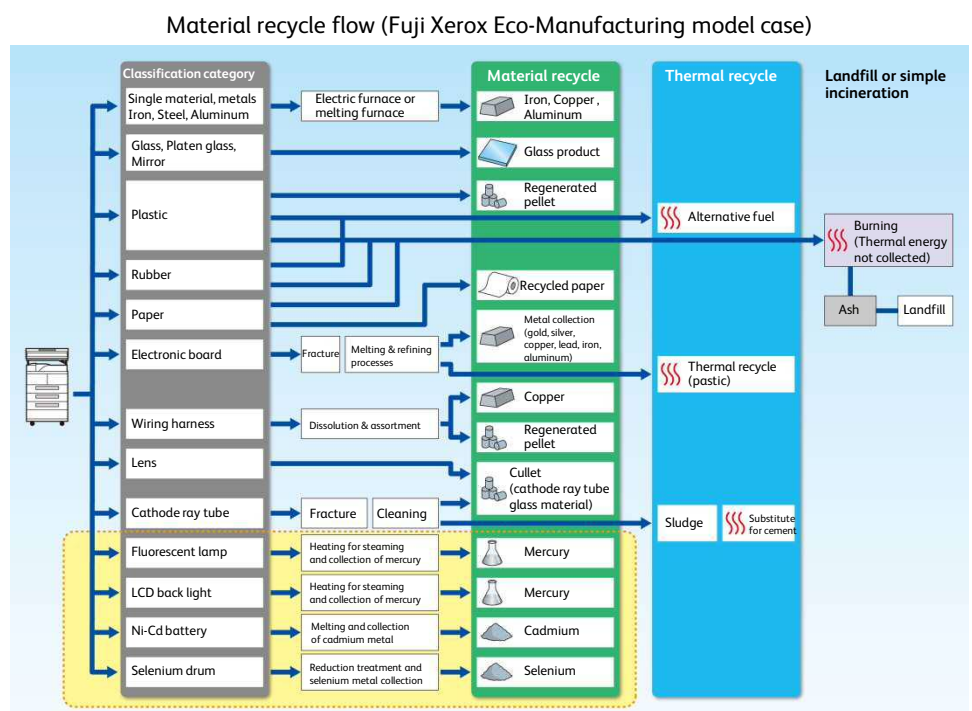 Material recycle flow (Fuji Xerox Eco-Manufacturing model case)
Classification category
Material recycle
Thermal recycle
Landfill or simple
incineration
Single material, metals
Iron, Steel, Aluminum
Electric furnace or
melting furnace
Iron, Copper ,
Aluminum
Glass, Platen glass,
Mirror
Glass product
Plastic
Regenerated
pellet
Alternative fuel
Burning
(Thermal energy
not collected)
Rubber
Recycled paper
Ash
Landfill
Paper
Metal collection
(gold, silver,
copper, lead, iron,
aluminum)
Electronic board
Fracture
Melting & refining
processes
Thermal recycle
(pastic)
Copper
Wiring harness
Dissolution & assortment
Regenerated
pellet
Lens
Cullet
(cathode ray tube
glass material)
Cathode ray tube
Fracture
Cleaning
Sludge
Substitute
for cement
Fluorescent lamp
Heating for steaming
and collection of mercury
Mercury
LCD back light
Heating for steaming
and collection of mercury
Mercury
Ni-Cd battery
Melting and collection
of cadmium metal
Cadmium
Selenium drum
Reduction treatment and
selenium metal collection
Selenium